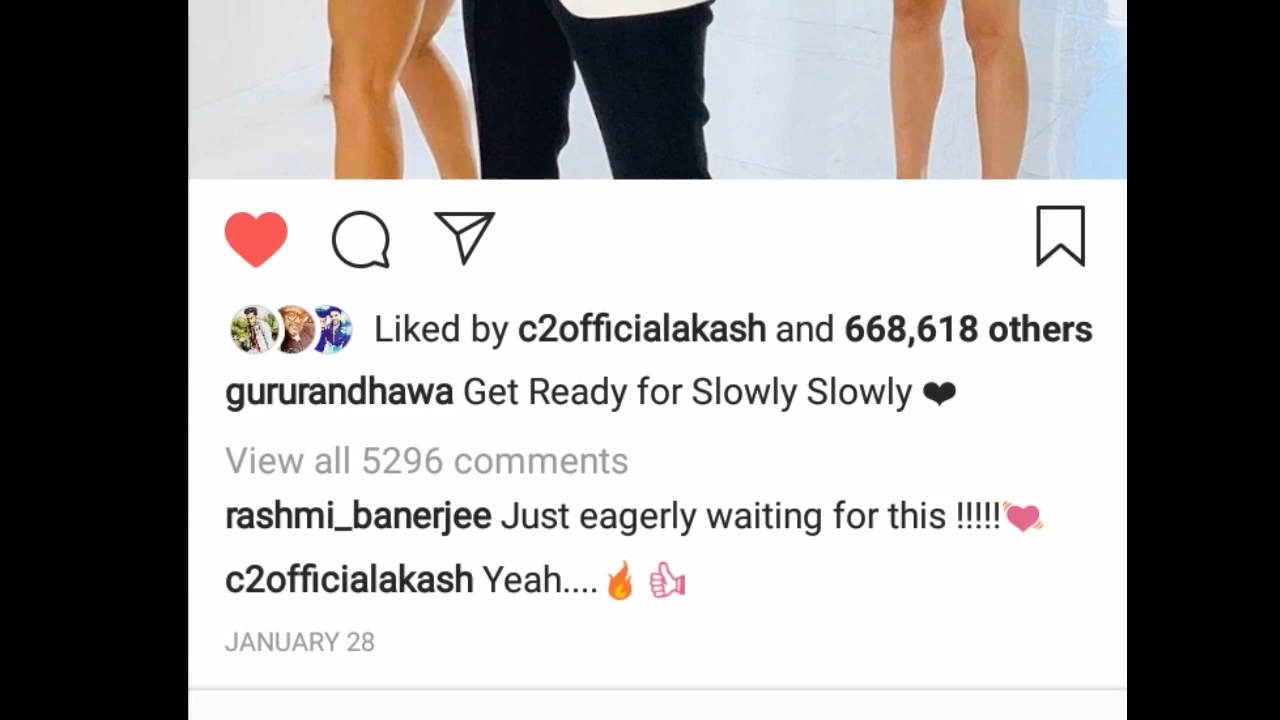 Liked by c2officialakash and 668,618 others
gururandhawa Get Ready for Slowly Slowly ❤
View all 5296 comments
rashmi_banerjee Just eagerly waiting for this !!!!!💓
c2officialakash Yeah....🔥 👍
JANUARY 28